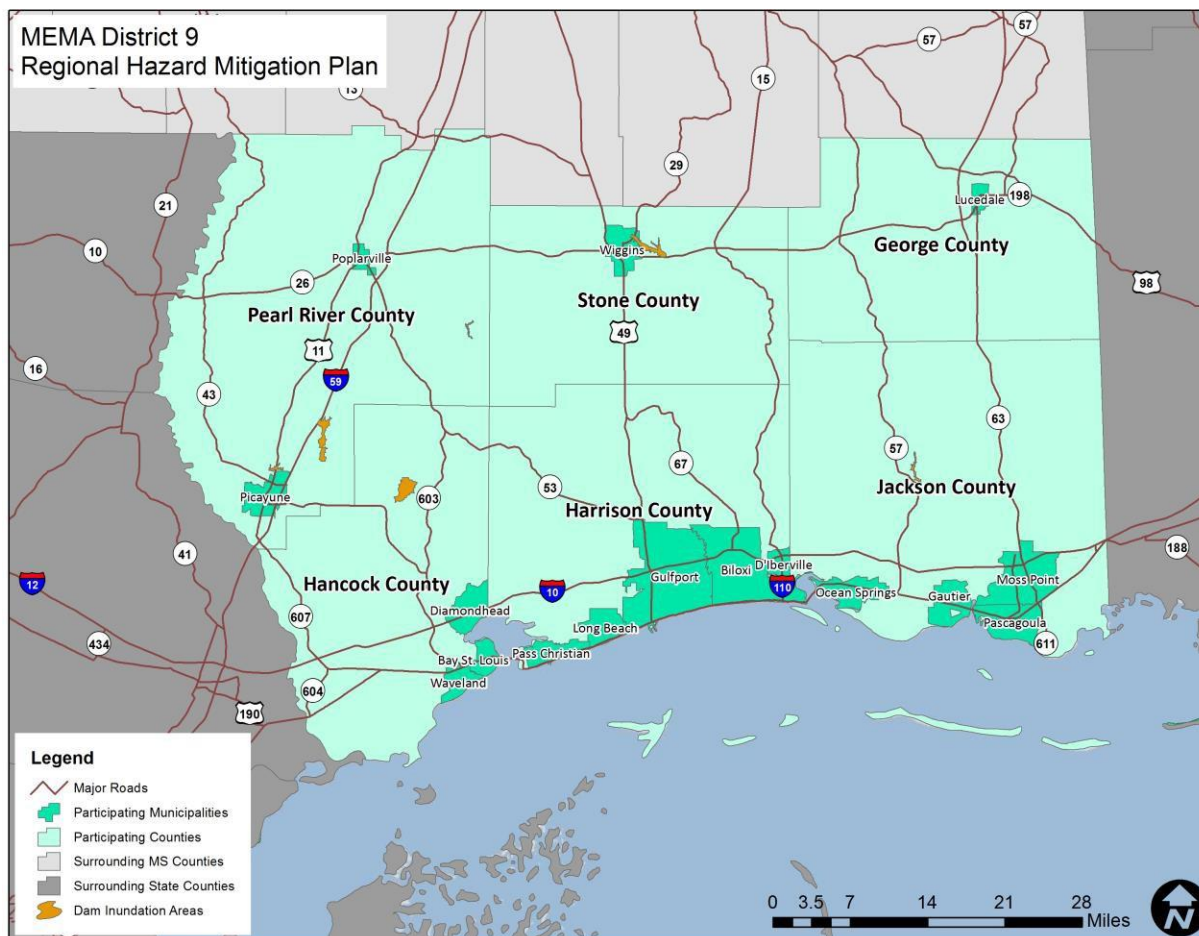 MEMA District 9
Regional Hazard Mitigation Plan
57
57
13
15
29
21
Lucedale
198
10
Wiggins
George County
Poplarville
26
98
Stone County
Pearl River County
49
11
16
59
43
63
67
57
603
53
Jackson County
Picayune
Harrison County
41
188
12
Hancock County
10
Gulfport
Biloxi
D'Iberville
110
Moss Point
Ocean Springs
Gautier
Diamondhead
607
Long Beach
Pascagoula
434
611
Bay St. Louis
Pass Christian
Waveland
604
190
Legend
Major Roads
Participating Municipalities
Participating Counties
Surrounding MS Counties
Surrounding State Counties
Dam Inundation Areas
0 3.5 7 14 21 28
Miles
N